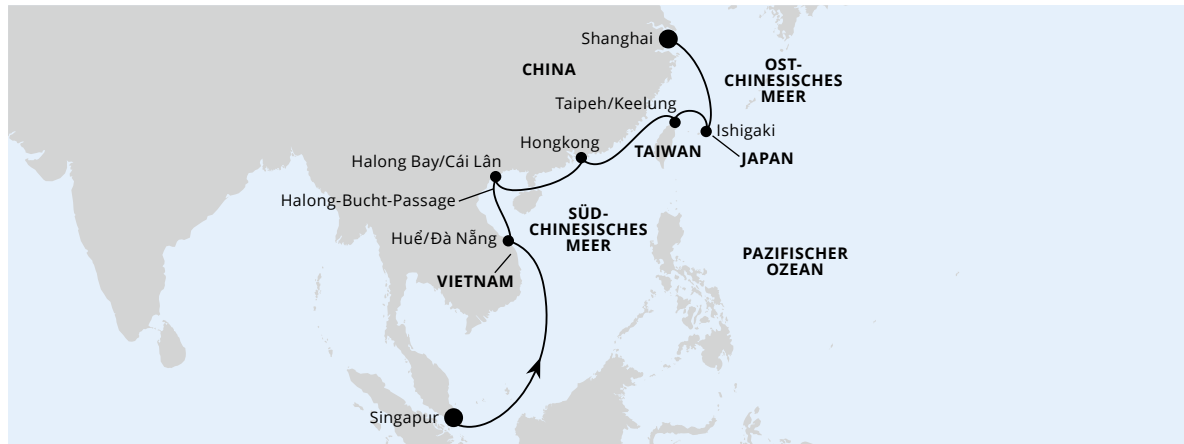 Shanghai
CHINA
OST-
CHINESISCHES
MEER
Taipeh/Keelung
Ishigaki
Hongkong
TAIWAN
JAPAN
Halong Bay/Cái Lân
Halong-Bucht-Passage
SÜD-
CHINESISCHES
MEER
Huế/Đà Nẵng
PAZIFISCHER
OZEAN
VIETNAM
Singapur